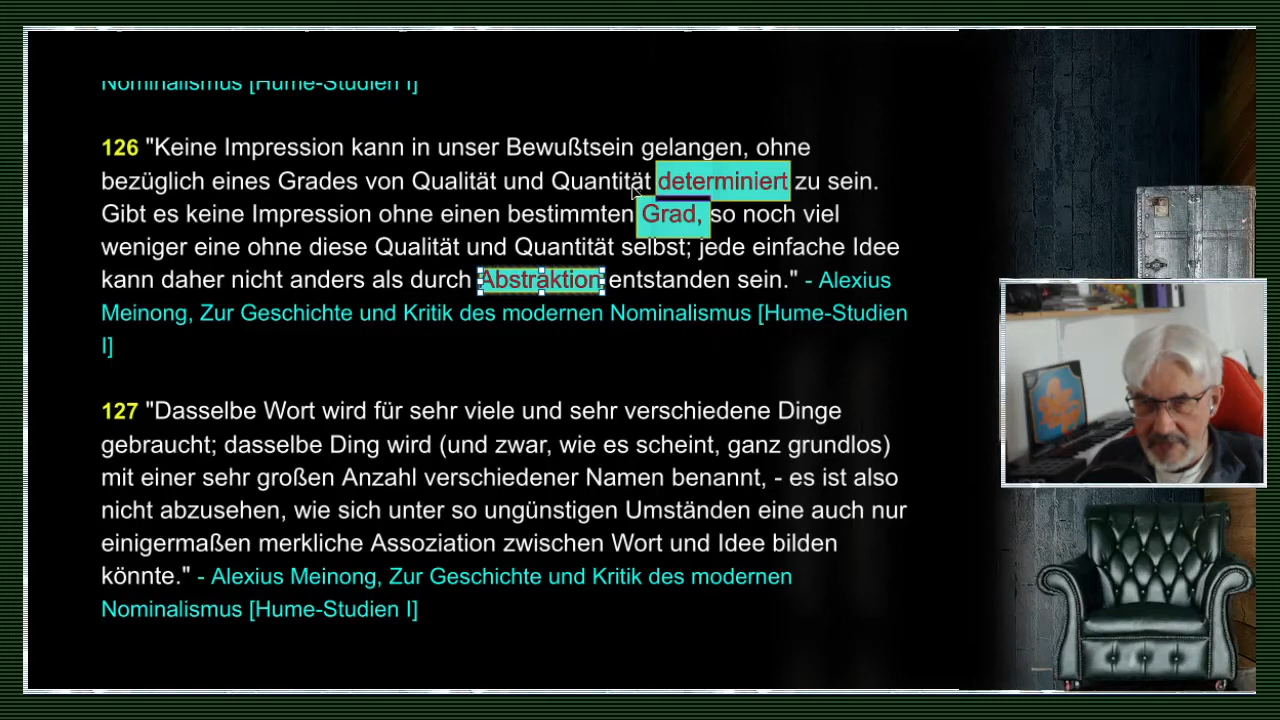 Nominalismus [Hume-Studien I]
126 "Keine Impression kann in unser Bewußtsein gelangen, ohne
bezüglich eines Grades von Qualität und Quantität determiniert zu sein.
Gibt es keine Impression ohne einen bestimmten Grad, so noch viel
weniger eine ohne diese Qualität und Quantität selbst; jede einfache Idee
kann daher nicht anders als durch Abstraktion entstanden sein." - Alexius
Meinong, Zur Geschichte und Kritik des modernen Nominalismus [Hume-Studien
I]
127 "Dasselbe Wort wird für sehr viele und sehr verschiedene Dinge
gebraucht; dasselbe Ding wird (und zwar, wie es scheint, ganz grundlos)
mit einer sehr großen Anzahl verschiedener Namen benannt, - es ist also
nicht abzusehen, wie sich unter so ungünstigen Umständen eine auch nur
einigermaßen merkliche Assoziation zwischen Wort und Idee bilden
könnte." - Alexius Meinong, Zur Geschichte und Kritik des modernen
Nominalismus [Hume-Studien I]